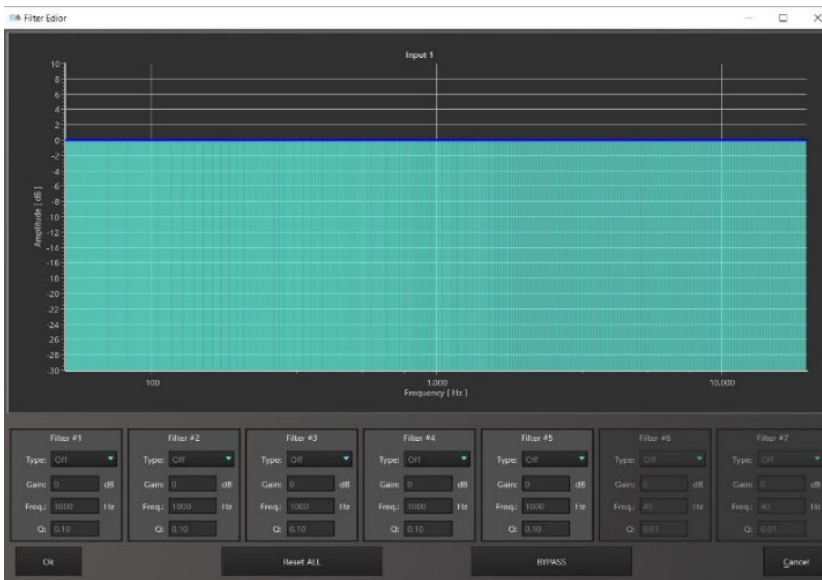 Filter Edior
Input 1
10
8
6
4
2
0
-2
-4
-6
-8
-10
-12
-14
-16
-18
-20
-22
-24
-26
-28
-30
Amplitude [ dB ]
100 1.000 10.000
Frequency [ Hz ]
Filter #1 Filter #2 Filter #3 Filter #4 Filter #5 Filter #6 Filter #7
Type: Off Type: Off Type: Off Type: Off Type: Off Type: Off Type: Off
Gain: 0 dB Gain: 0 dB Gain: 0 dB Gain: 0 dB Gain: 0 dB Gain: 0 dB Gain: 0 dB
Freq.: 1000 Hz Freq.: 1000 Hz Freq.: 1000 Hz Freq.: 1000 Hz Freq.: 1000 Hz Freq.: 40 Hz Freq.: 40 Hz
Q: 0.10 Q: 0.10 Q: 0.10 Q: 0.10 Q: 0.10 Q: 0.01 Q: 0.01
Ok Reset ALL BYPASS Cancel